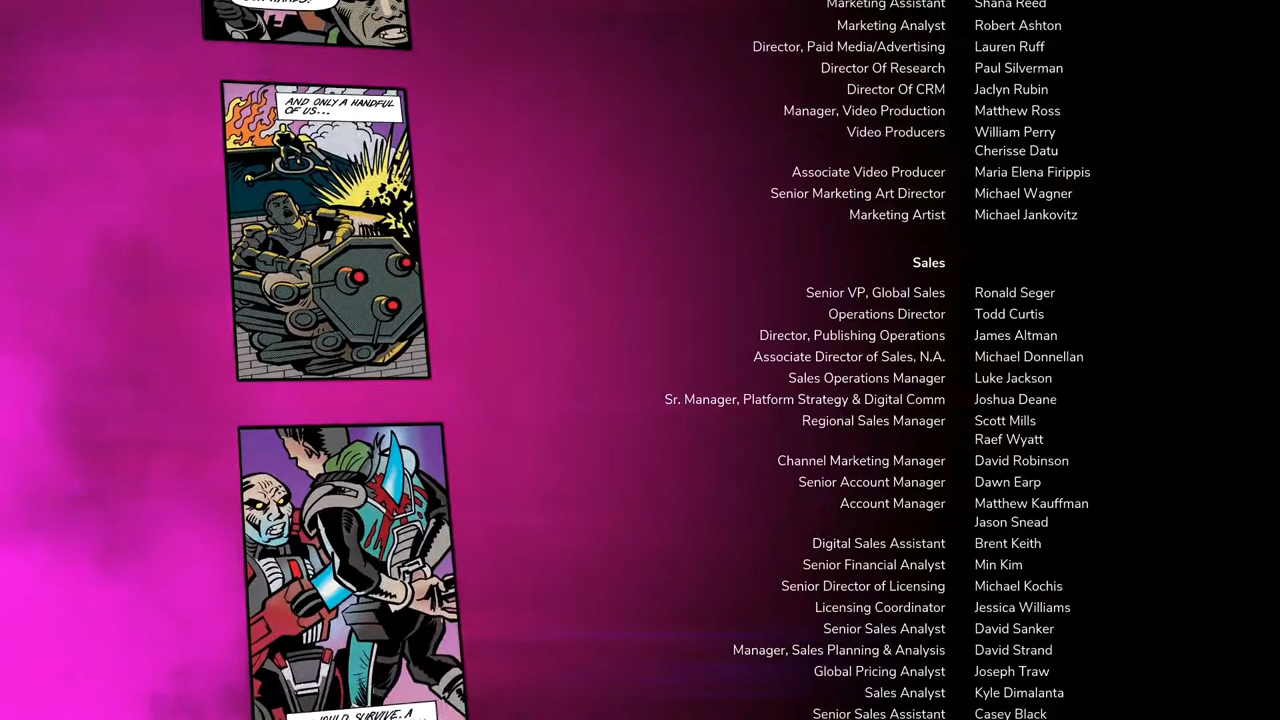 AND ONLY A HANDFUL
OF US...
SURVIVE. A
Marketing Assistant Shana Reed
Marketing Analyst Robert Ashton
Director, Paid Media/Advertising Lauren Ruff
Director Of Research Paul Silverman
Director Of CRM Jaclyn Rubin
Manager, Video Production Matthew Ross
Video Producers William Perry
Cherisse Datu
Associate Video Producer Maria Elena Firippis
Senior Marketing Art Director Michael Wagner
Marketing Artist Michael Jankovitz
Sales
Senior VP, Global Sales Ronald Seger
Operations Director Todd Curtis
Director, Publishing Operations James Altman
Associate Director of Sales, N.A. Michael Donnellan
Sales Operations Manager Luke Jackson
Sr. Manager, Platform Strategy & Digital Comm Joshua Deane
Regional Sales Manager Scott Mills
Raef Wyatt
Channel Marketing Manager David Robinson
Senior Account Manager Dawn Earp
Account Manager Matthew Kauffman
Jason Snead
Digital Sales Assistant Brent Keith
Senior Financial Analyst Min Kim
Senior Director of Licensing Michael Kochis
Licensing Coordinator Jessica Williams
Senior Sales Analyst David Sanker
Manager, Sales Planning & Analysis David Strand
Global Pricing Analyst Joseph Traw
Sales Analyst Kyle Dimalanta
Senior Sales Assistant Casey Black